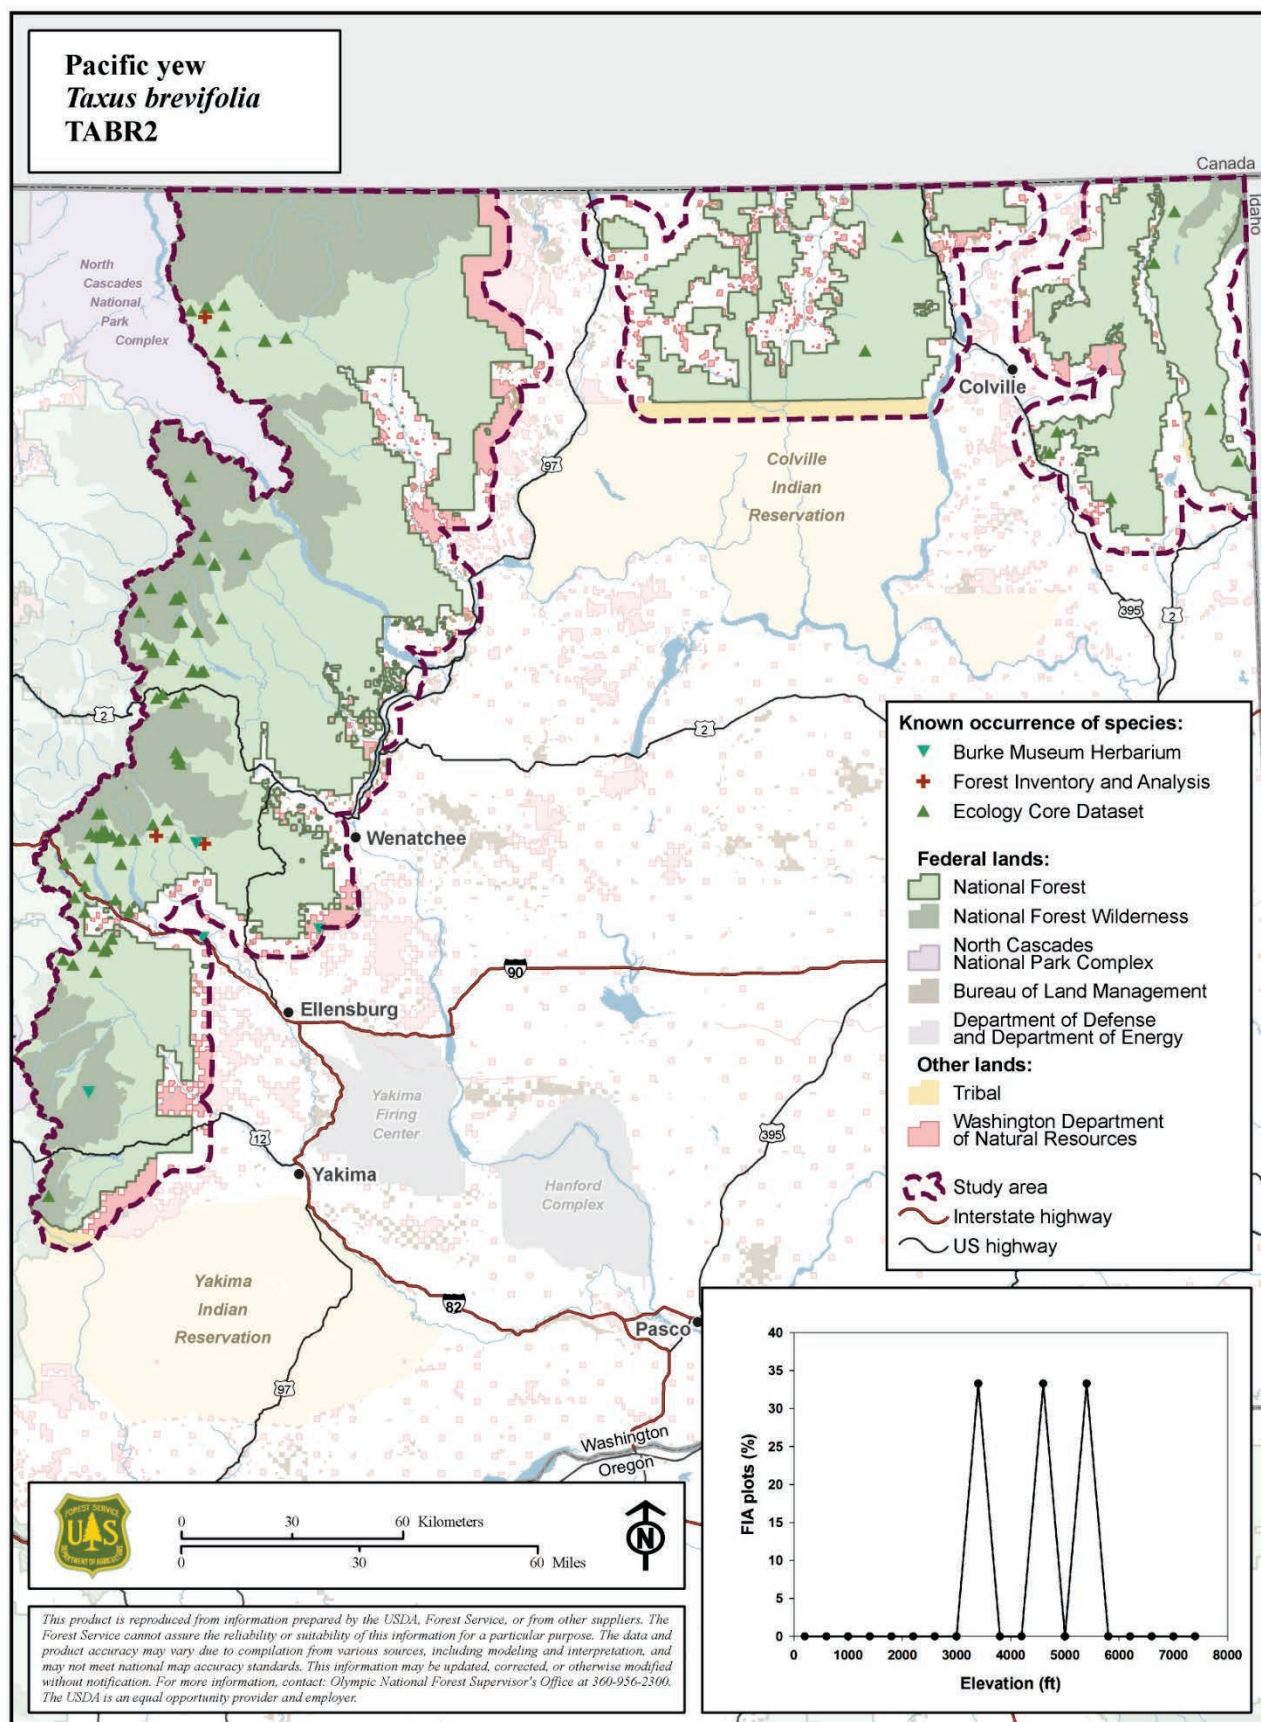 Pacific yew
Taxus brevifolia
TABR2
Canada
Idaho
North
Cascades
National
Park
Complex
Colville
97
Colville
Indian
Reservation
395
2
2
2
Wenatchee
90
Ellensburg
Yakima
Firing
Center
395
12
Yakima
Hanford
Complex
Yakima
Indian
Reservation
82
Pasco
97
Washington
Oregon
Known occurrence of species:
Burke Museum Herbarium
Forest Inventory and Analysis
Ecology Core Dataset
Federal lands:
National Forest
National Forest Wilderness
North Cascades
National Park Complex
Bureau of Land Management
Department of Defense
and Department of Energy
Other lands:
Tribal
Washington Department
of Natural Resources
Study area
Interstate highway
US highway
40
35
30
25
20
15
10
5
0
FIA plots (%)
0 1000 2000 3000 4000 5000 6000 7000 8000
Elevation (ft)
FOREST SERVICE
U S
DEPARTMENT OF AGRICULTURE
0 30 60 Kilometers
0 30 60 Miles
N
This product is reproduced from information prepared by the USDA, Forest Service, or from other suppliers. The
Forest Service cannot assure the reliability or suitability of this information for a particular purpose. The data and
product accuracy may vary due to compilation from various sources, including modeling and interpretation, and
may not meet national map accuracy standards. This information may be updated, corrected, or otherwise modified
without notification. For more information, contact: Olympic National Forest Supervisor's Office at 360-956-2300.
The USDA is an equal opportunity provider and employer.